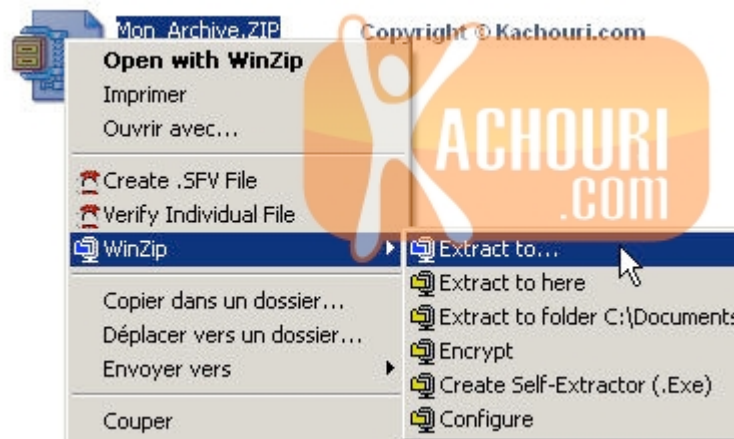 Mon_Archive.ZIP
Copyright © Kachouri.com
Open with WinZip
Imprimer
Ouvrir avec...
KACHOURI
.com
Create .SFV File
Verify Individual File
WinZip
Extract to...
Extract to here
Extract to folder C:\Documents
Encrypt
Create Self-Extractor (.Exe)
Configure
Copier dans un dossier...
Déplacer vers un dossier...
Envoyer vers
Couper